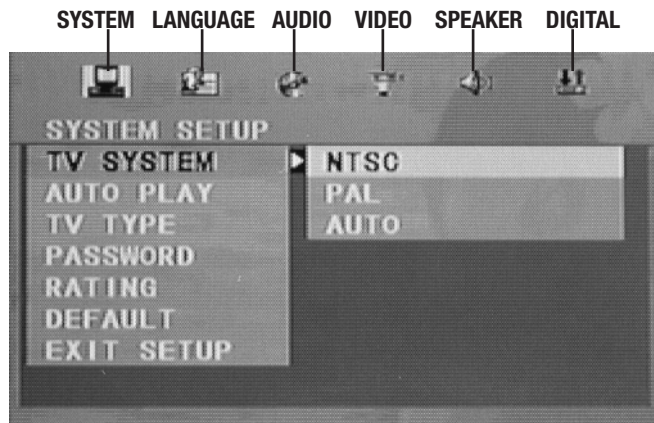 SYSTEM LANGUAGE AUDIO VIDEO SPEAKER DIGITAL
SYSTEM SETUP
TV SYSTEM NTSC
AUTO PLAY PAL
TV TYPE AUTO
PASSWORD
RATING
DEFAULT
EXIT SETUP